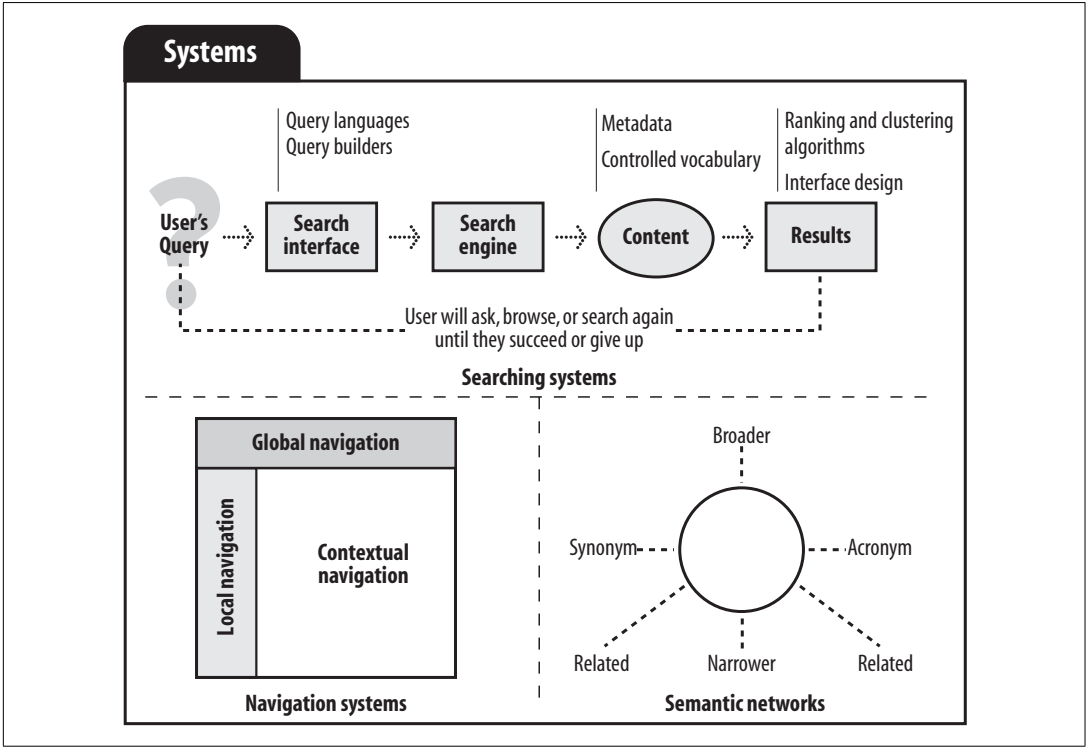 Systems
Query languages
Query builders
Metadata
Controlled vocabulary
Ranking and clustering
algorithms
Interface design
User's
Query
Search
interface
Search
engine
Content
Results
User will ask, browse, or search again
until they succeed or give up
Searching systems
Global navigation
Local navigation
Contextual
navigation
Navigation systems
Broader
Synonym
Acronym
Related
Narrower
Related
Semantic networks